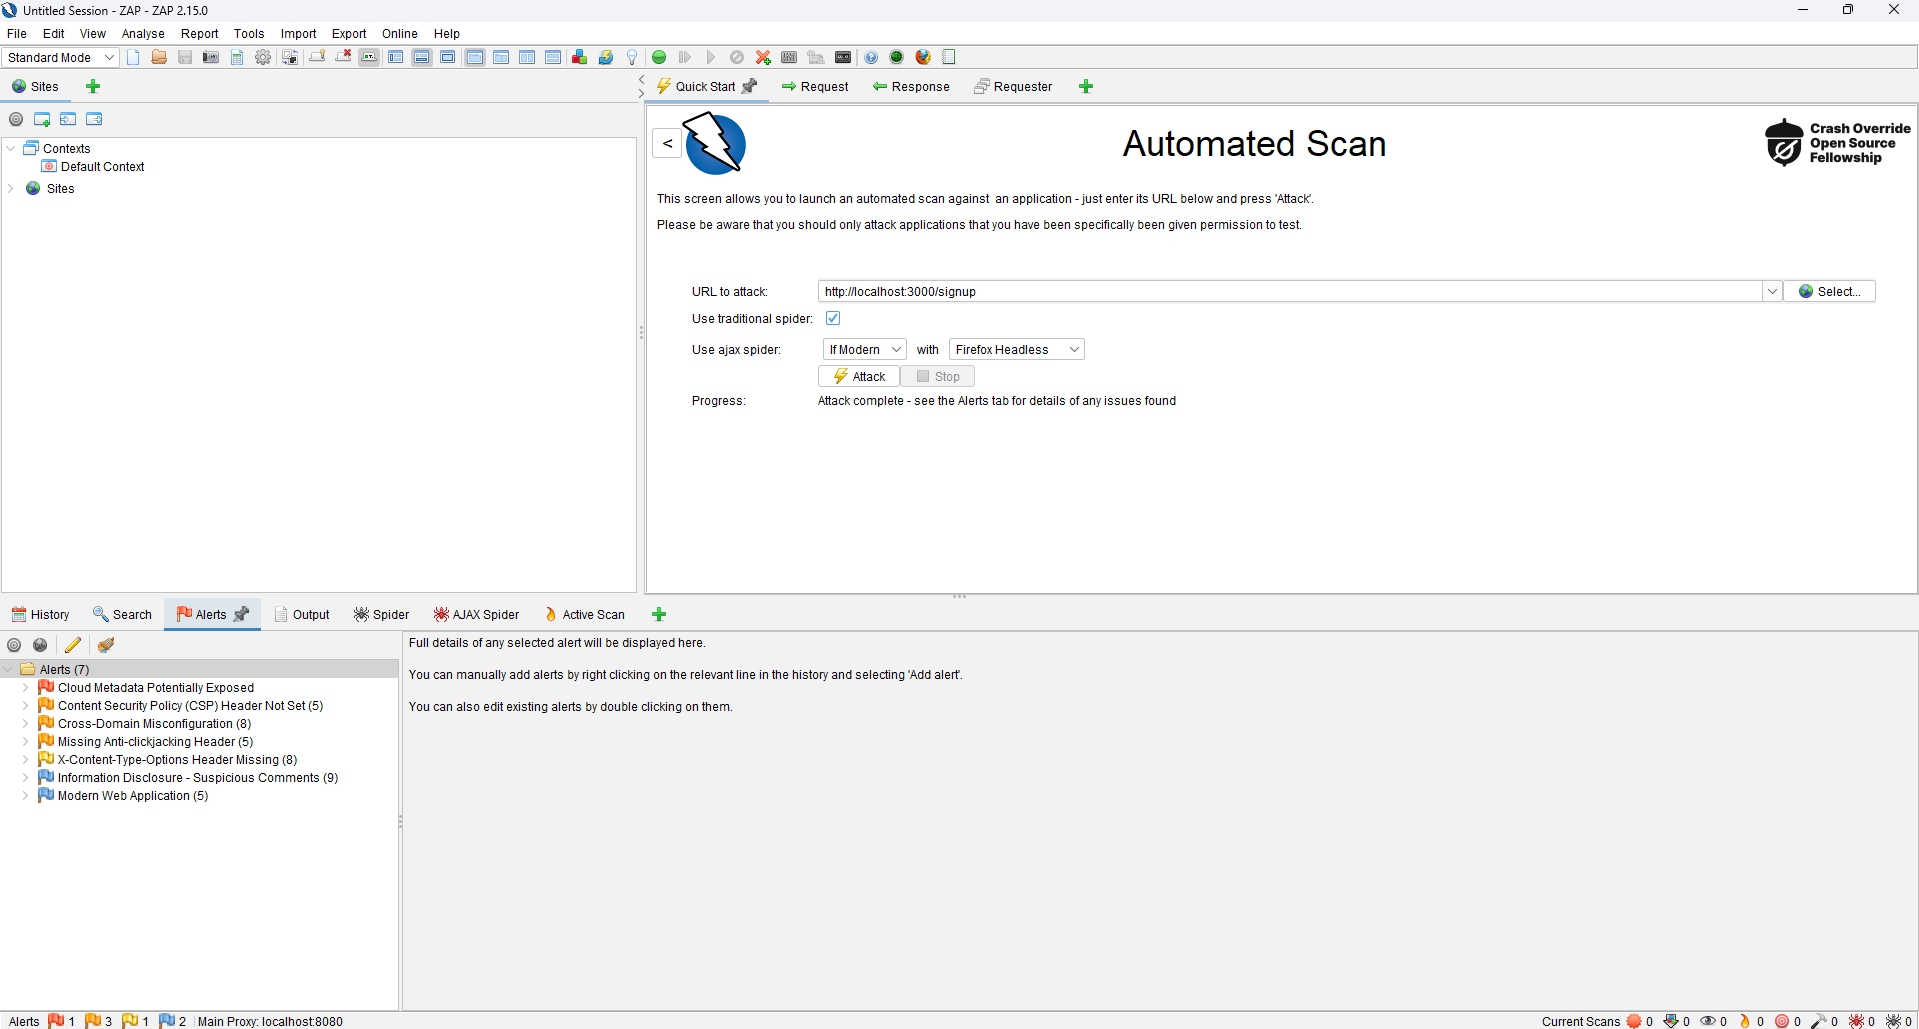 Untitled Session - ZAP - ZAP 2.15.0
File Edit View Analyse Report Tools Import Export Online Help
Standard Mode
Sites
Quick Start Request Response Requester
<
Automated Scan
Crash Override
Open Source
Fellowship
Contexts
Default Context
Sites
This screen allows you to launch an automated scan against  an application - just enter its URL below and press 'Attack'.
Please be aware that you should only attack applications that you have been specifically been given permission to test.
URL to attack: http://localhost:3000/signup Select...
Use traditional spider:
Use ajax spider: If Modern with Firefox Headless
Attack Stop
Progress: Attack complete - see the Alerts tab for details of any issues found
History Search Alerts Output Spider AJAX Spider Active Scan
Alerts (7)
Cloud Metadata Potentially Exposed
Content Security Policy (CSP) Header Not Set (5)
Cross-Domain Misconfiguration (8)
Missing Anti-clickjacking Header (5)
X-Content-Type-Options Header Missing (8)
Information Disclosure - Suspicious Comments (9)
Modern Web Application (5)
Full details of any selected alert will be displayed here.
You can manually add alerts by right clicking on the relevant line in the history and selecting 'Add alert'.
You can also edit existing alerts by double clicking on them.
Alerts 1 3 1 2 Main Proxy: localhost:8080
Current Scans 0 0 0 0 0 0 0 0